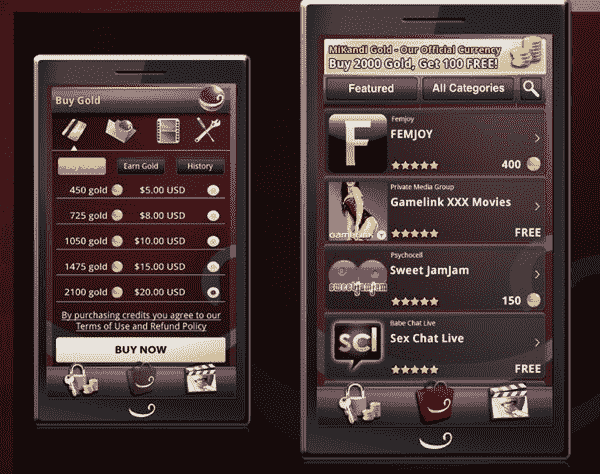 Buy Gold
Buy Gold
Earn Gold
History
450 gold $5.00 USD
725 gold $8.00 USD
1050 gold $10.00 USD
1475 gold $15.00 USD
2100 gold $20.00 USD
By purchasing credits you agree to our
Terms of Use and Refund Policy
BUY NOW
MiKandi Gold - Our Official Currency
Buy 2000 Gold, Get 100 FREE!
Featured
All Categories
F
Femjoy
FEMJOY
400
gamelink
Private Media Group
Gamelink XXX Movies
FREE
sweetjamjam
Psychocell
Sweet JamJam
150
scl
Babe Chat Live
Sex Chat Live
FREE